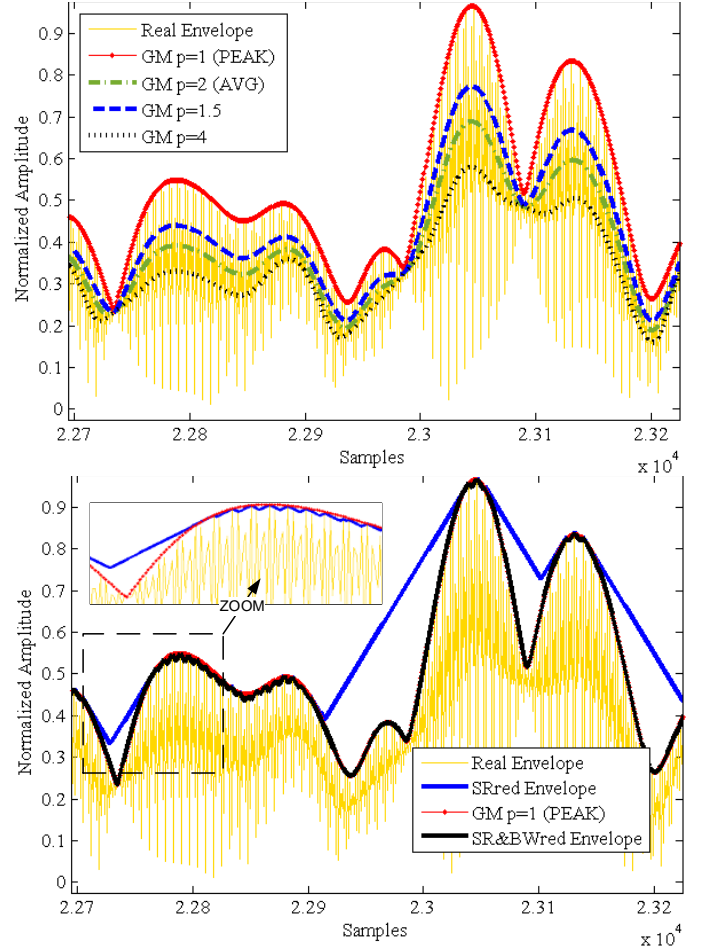 Real Envelope
GM p=1 (PEAK)
GM p=2 (AVG)
GM p=1.5
GM p=4
Normalized Amplitude
0.9
0.8
0.7
0.6
0.5
0.4
0.3
0.2
0.1
0
2.27 2.28 2.29 2.3 2.31 2.32
Samples
x 10^4
ZOOM
Normalized Amplitude
0.9
0.8
0.7
0.6
0.5
0.4
0.3
0.2
0.1
0
Real Envelope
SRred Envelope
GM p=1 (PEAK)
SR&BWred Envelope
2.27 2.28 2.29 2.3 2.31 2.32
Samples
x 10^4